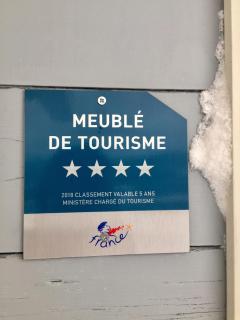 MEUBLÉ
DE TOURISME
2018 CLASSEMENT VALABLE 5 ANS
MINISTÈRE CHARGÉ DU TOURISME
france